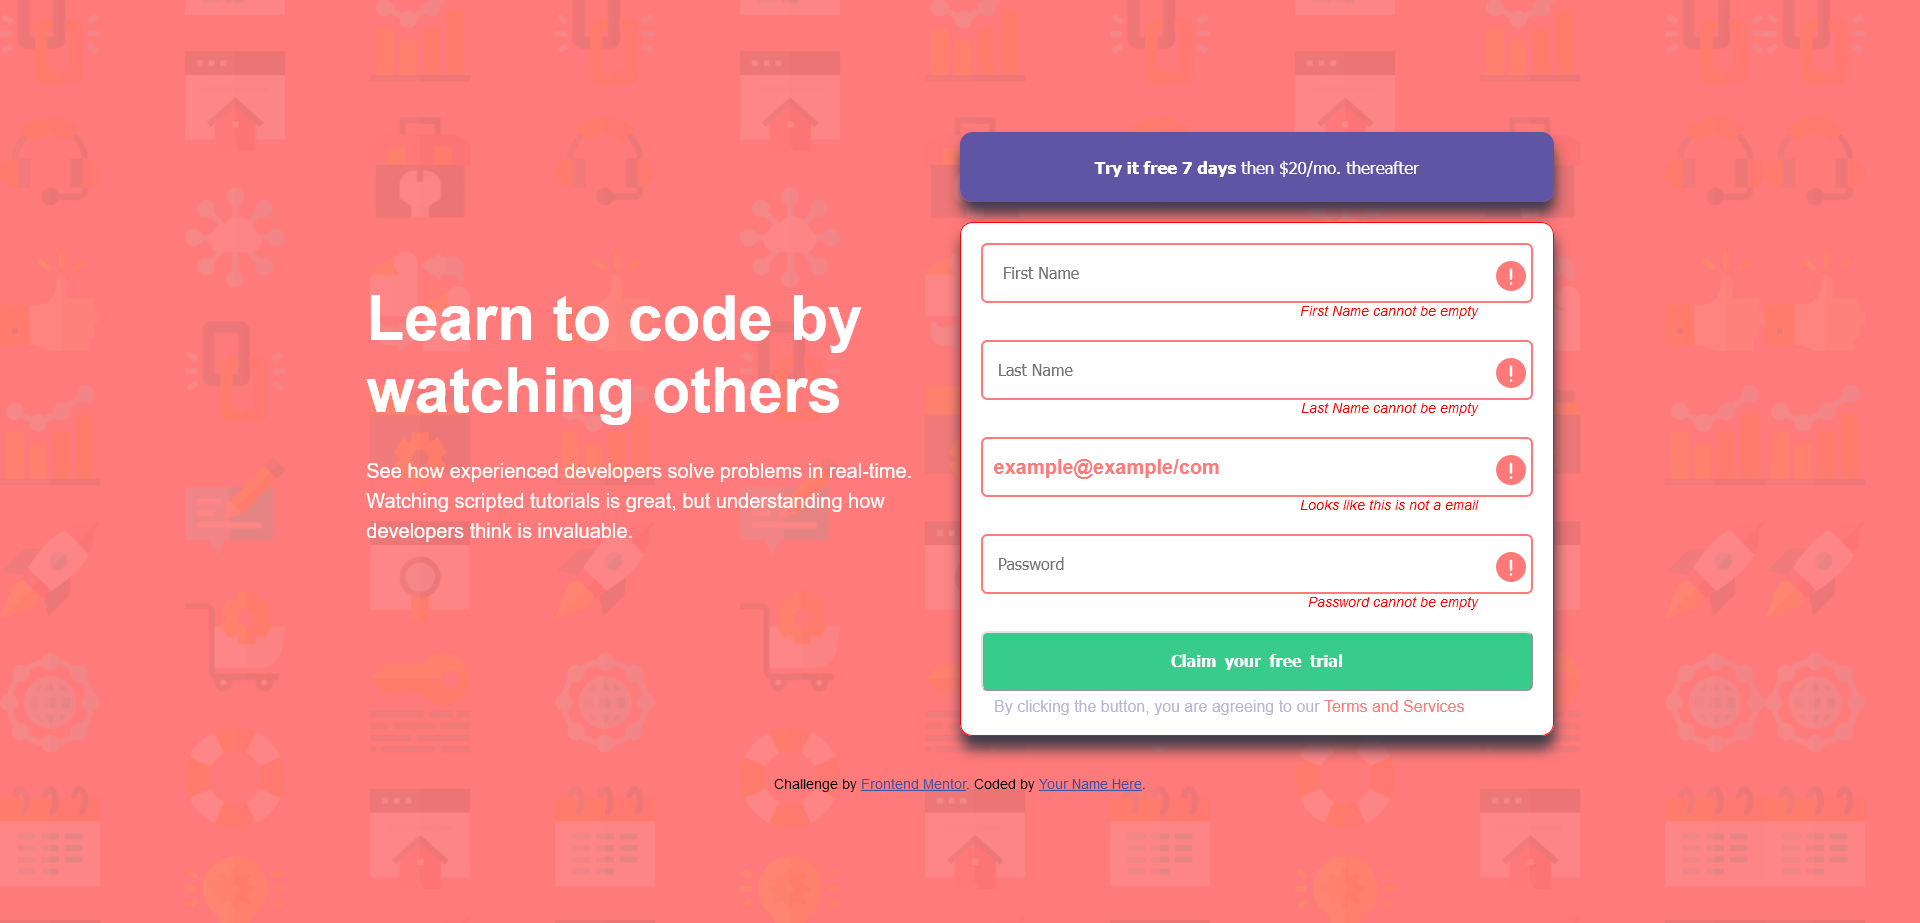 Learn to code by
watching others
See how experienced developers solve problems in real-time.
Watching scripted tutorials is great, but understanding how
developers think is invaluable.
Try it free 7 days then $20/mo. thereafter
First Name
First Name cannot be empty
Last Name
Last Name cannot be empty
example@example/com
Looks like this is not a email
Password
Password cannot be empty
Claim your free trial
By clicking the button, you are agreeing to our Terms and Services
Challenge by Frontend Mentor. Coded by Your Name Here.